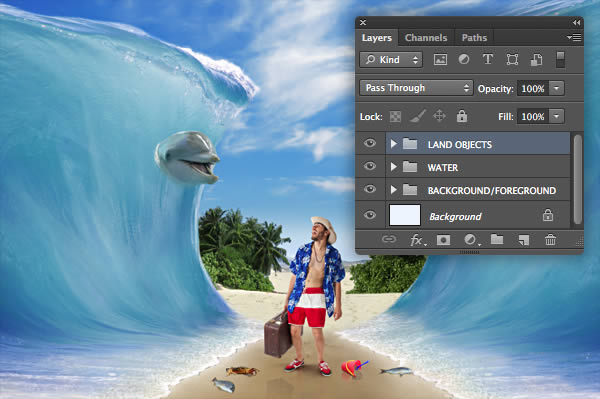 Layers Channels Paths
Kind T
Pass Through Opacity: 100%
Lock: Fill: 100%
LAND OBJECTS
WATER
BACKGROUND/FOREGROUND
Background
fx